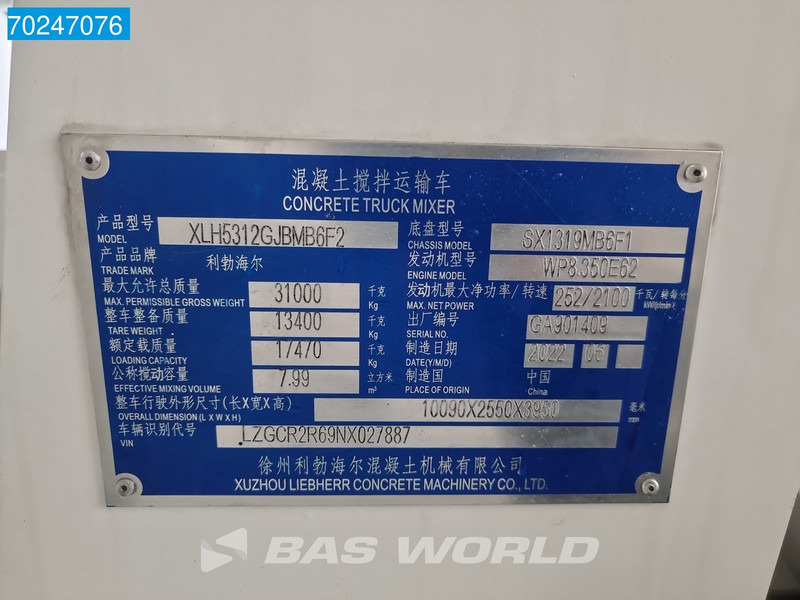 70247076
混凝土搅拌运输车
CONCRETE TRUCK MIXER
产品型号 XLH5312GJBMB6F2 底盘型号 SX1319MB6F1
MODEL CHASSIS MODEL
产品品牌 利勃海尔 发动机型号 WP8.350E62
TRADE MARK ENGINE MODEL
最大允许总质量 31000 千克 发动机最大净功率/转速 252/2100 千瓦/转每分
MAX. PERMISSIBLE GROSS WEIGHT Kg MAX. NET POWER kW/(r/min)
整车整备质量 13400 千克 出厂编号 GA901409
TARE WEIGHT Kg SERIAL NO.
额定载质量 17470 千克 制造日期 2022 06
LOADING CAPACITY Kg DATE(Y/M/D)
公称搅动容量 7.99 立方米 制造国 中国
EFFECTIVE MIXING VOLUME m³ PLACE OF ORIGIN China
整车行驶外形尺寸(长X宽X高) 10090X2550X3950 毫米
OVERALL DIMENSION (L X W X H) mm
车辆识别代号 LZGCR2R69NX027887
VIN
徐州利勃海尔混凝土机械有限公司
XUZHOU LIEBHERR CONCRETE MACHINERY CO., LTD.
BAS WORLD